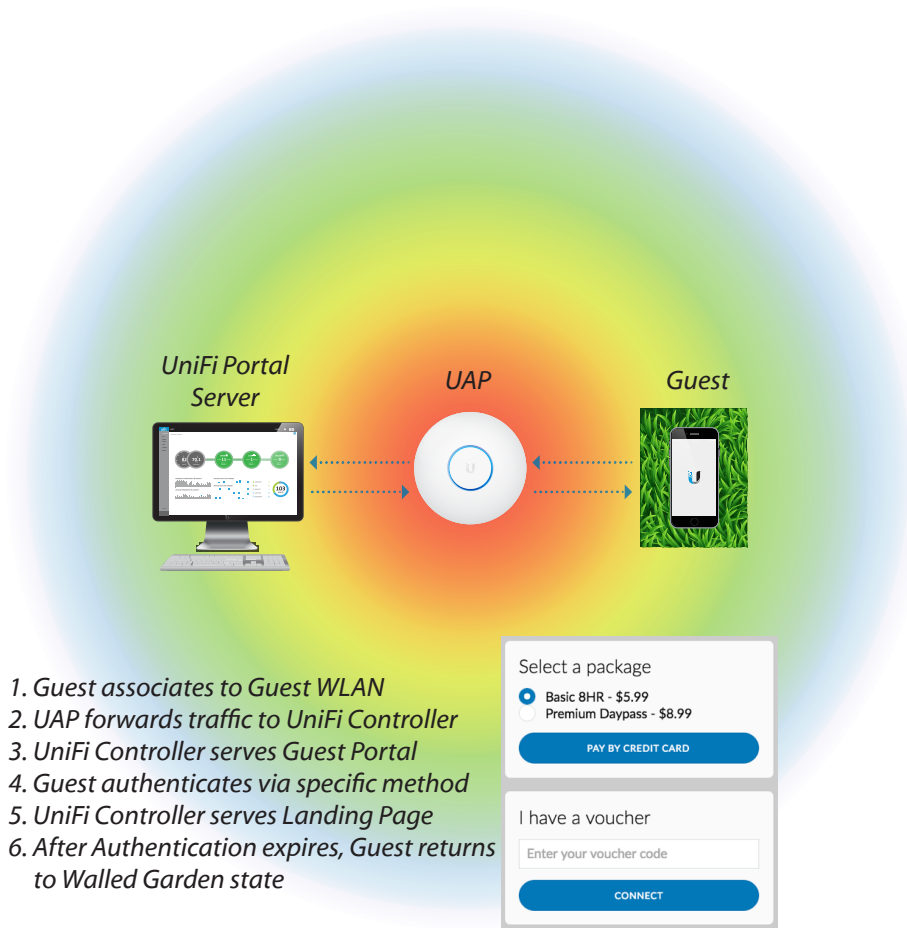 UniFi Portal
Server
UAP
Guest
103
1. Guest associates to Guest WLAN
2. UAP forwards traffic to UniFi Controller
3. UniFi Controller serves Guest Portal
4. Guest authenticates via specific method
5. UniFi Controller serves Landing Page
6. After Authentication expires, Guest returns
to Walled Garden state
Select a package
Basic 8HR - $5.99
Premium Daypass - $8.99
PAY BY CREDIT CARD
I have a voucher
Enter your voucher code
CONNECT